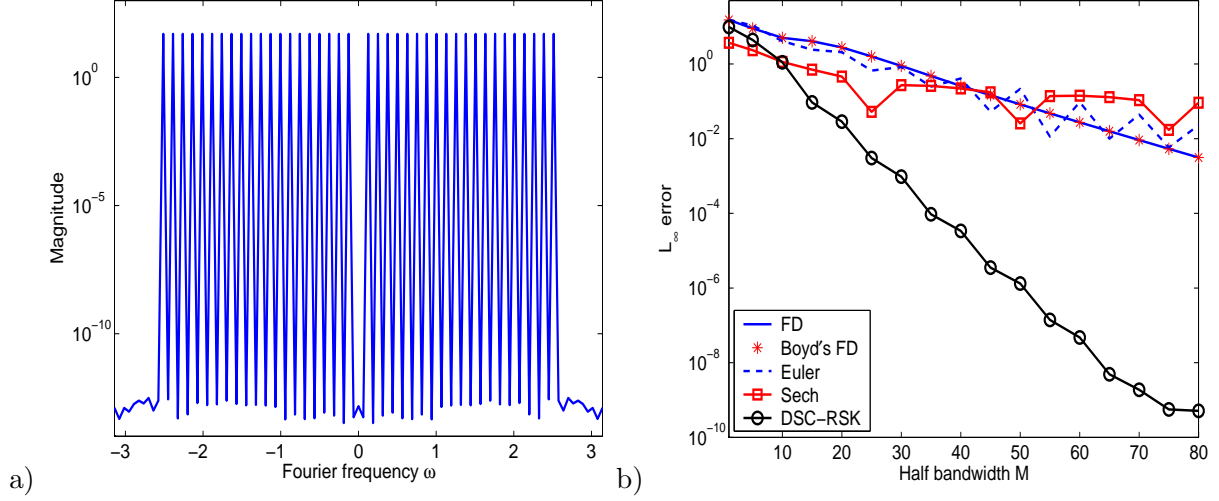 10^0
10^-5
10^-10
Magnitude
-3 -2 -1 0 1 2 3
Fourier frequency ω
a)
10^0
10^-2
10^-4
10^-6
10^-8
10^-10
L∞ error
FD
Boyd's FD
Euler
Sech
DSC-RSK
10 20 30 40 50 60 70 80
Half bandwidth M
b)